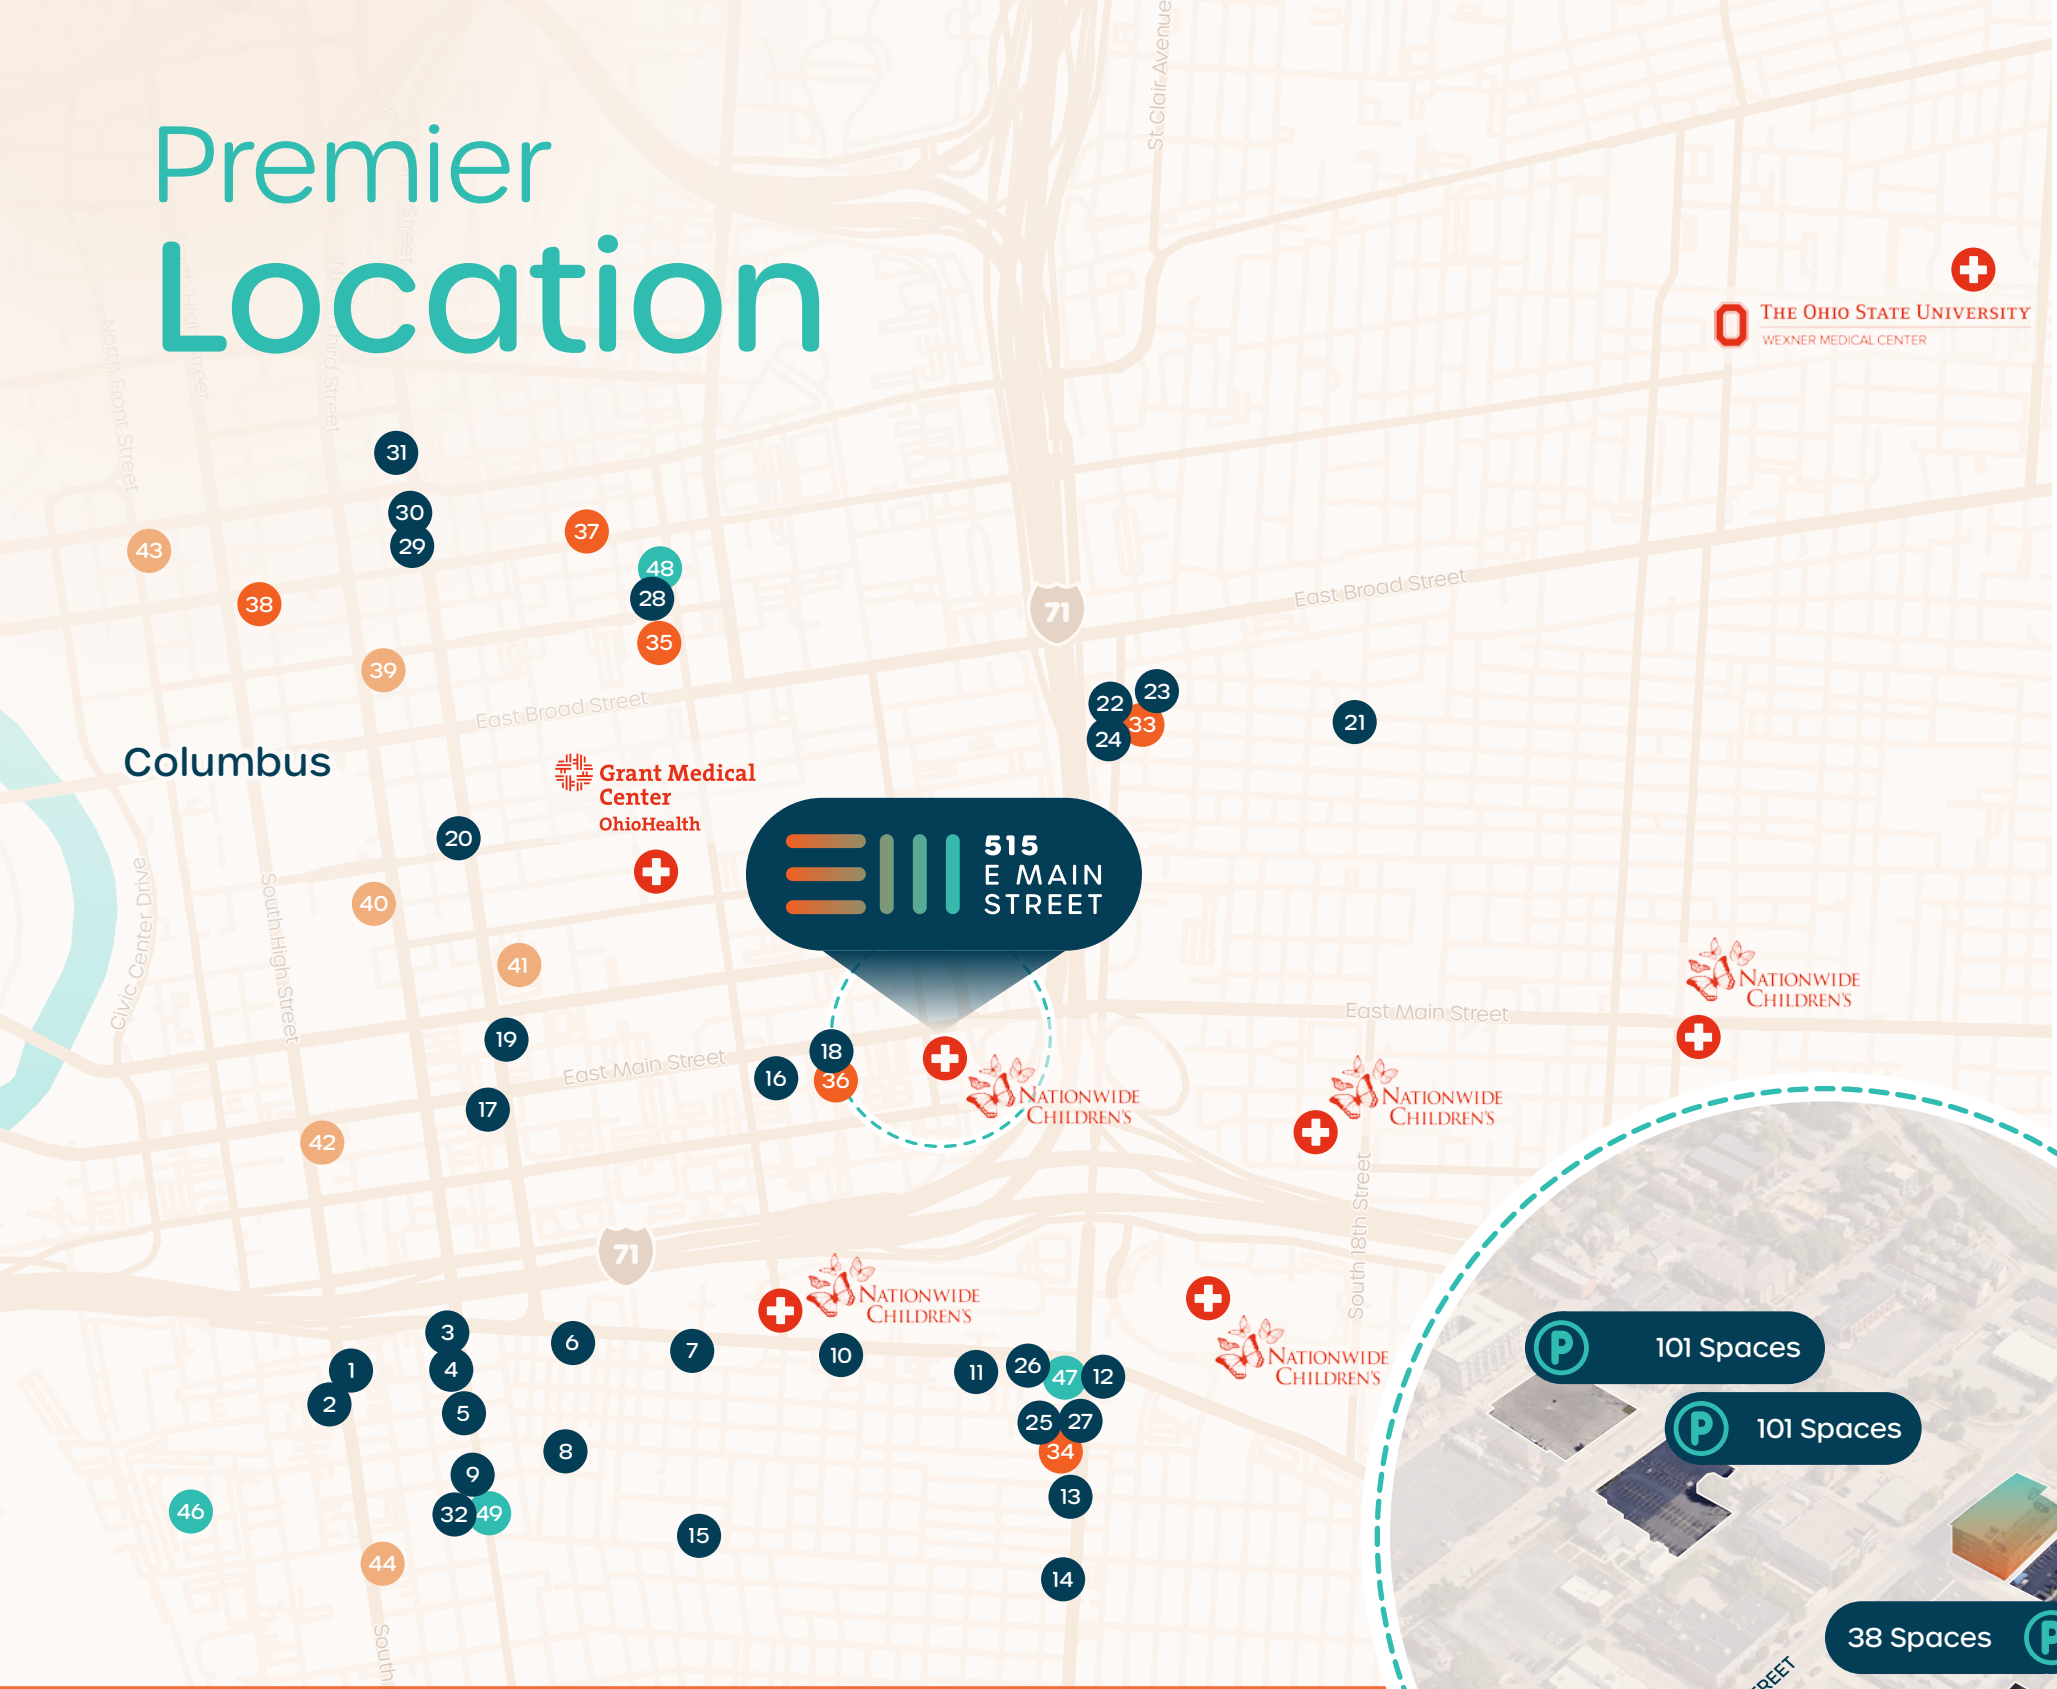 Premier
Location
St.Clair Avenue
North High Street
North Front Street
THE OHIO STATE UNIVERSITY
WEXNER MEDICAL CENTER
31
30
29
43
37
48
28
38
35
39
71
East Broad Street
East Broad Street
22
23
33
24
21
Columbus
Grant Medical
Center
OhioHealth
20
515
E MAIN
STREET
40
41
Civic Center Drive
South High Street
NATIONWIDE
CHILDREN'S
East Main Street
19
East Main Street
18
16
36
NATIONWIDE
CHILDREN'S
NATIONWIDE
CHILDREN'S
17
42
South 18th Street
71
NATIONWIDE
CHILDREN'S
NATIONWIDE
CHILDREN'S
3
6
7
10
1
4
11
26
47
12
2
5
25
27
8
34
9
13
46
32
49
15
44
14
South
101 Spaces
101 Spaces
38 Spaces
P
P
P
REET